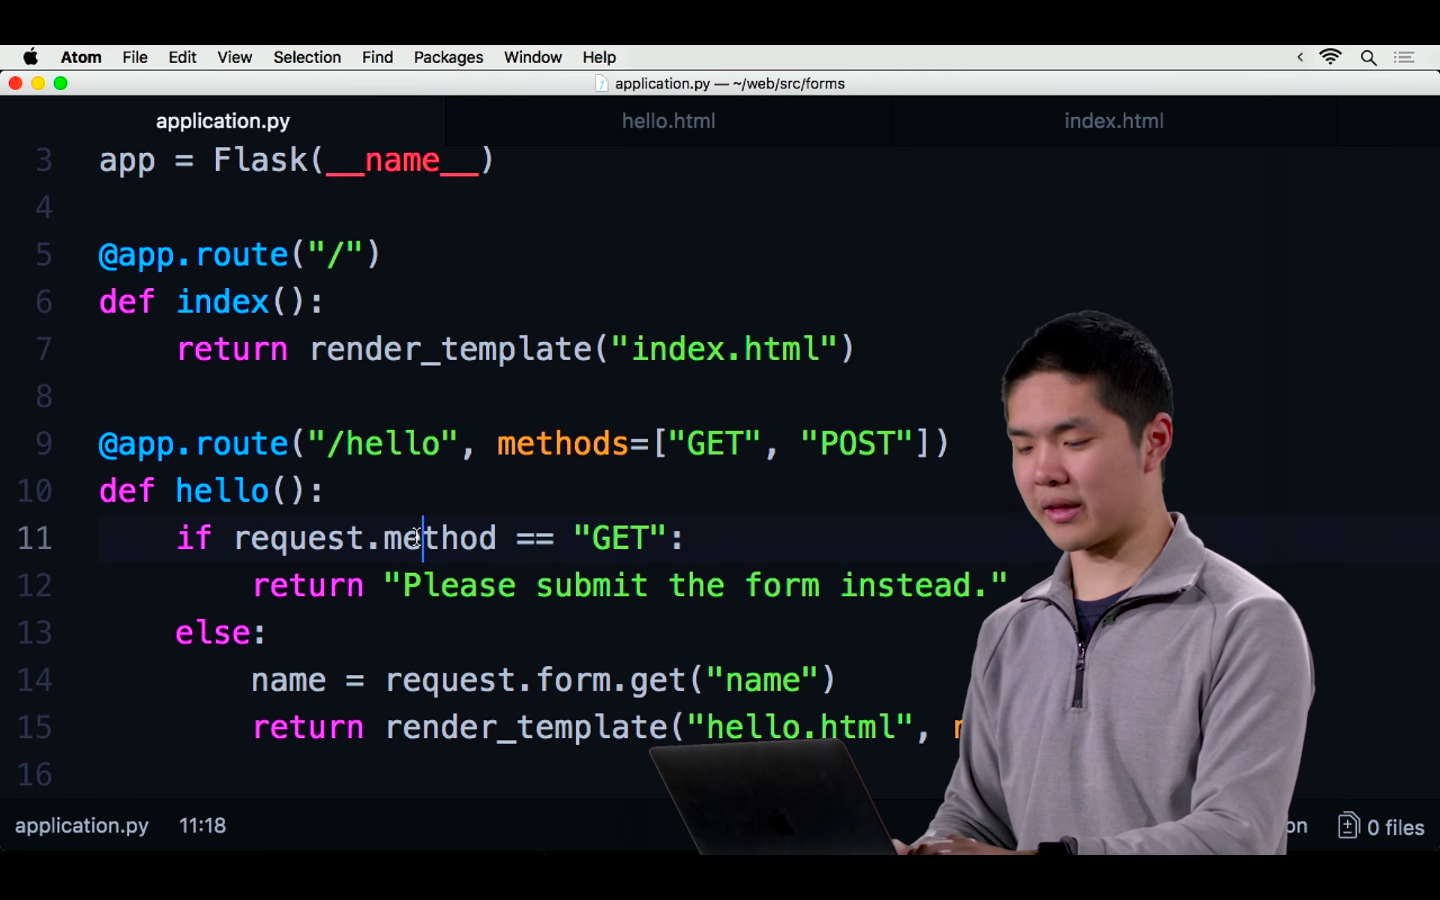 Atom File Edit View Selection Find Packages Window Help
application.py — ~/web/src/forms
application.py hello.html index.html
3 app = Flask(__name__)
4
5 @app.route("/")
6 def index():
7 return render_template("index.html")
8
9 @app.route("/hello", methods=["GET", "POST"])
10 def hello():
11 if request.method == "GET":
12 return "Please submit the form instead."
13 else:
14 name = request.form.get("name")
15 return render_template("hello.html",
16
application.py 11:18 0 files